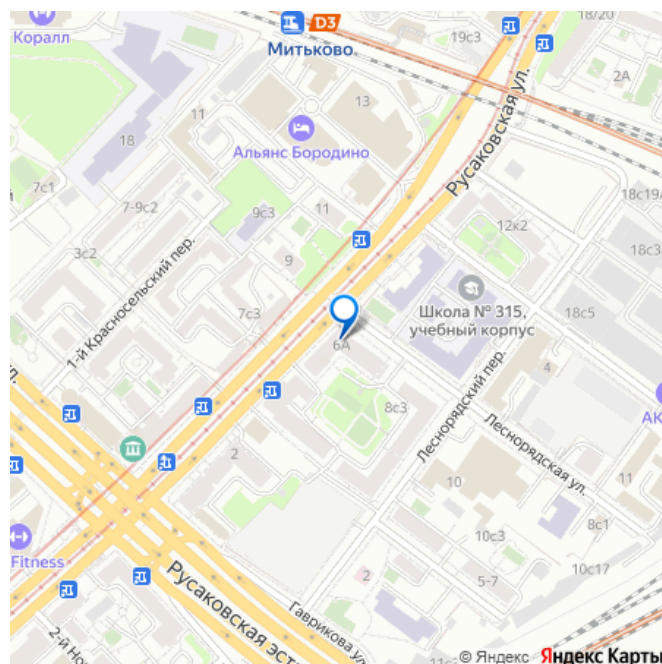 Коралл
D3
Митьково
18/20
19с3
2А
13
11
18
Альянс Бородино
Русаковская ул.
7с1
7-9с2
9с3
11
12к2
18с19
18с3
3с2
1-й Красносельский пер.
9
7с3
Школа № 315,
учебный корпус
18с5
6А
4
АК
8с3
Леснорядский пер.
Леснорядская ул.
2
10
11
8с1
Fitness
10с3
10с17
5-7
2
Русаковская эст
Гаврикова ул.
2-й Но
© Яндекс Яндекс Карты